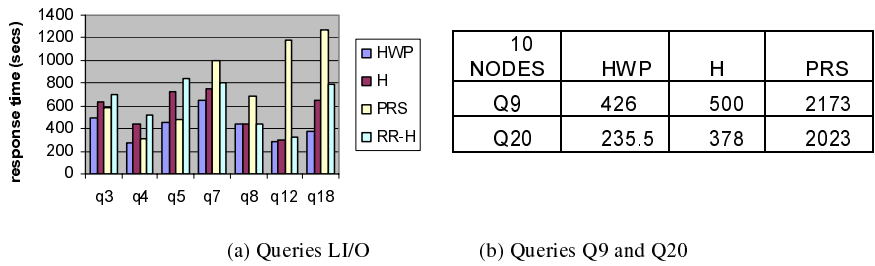 response time (secs)
1400
1200
1000
800
600
400
200
0
q3 q4 q5 q7 q8 q12 q18
HWP
H
PRS
RR-H
10
NODES HWP H PRS
Q9 426 500 2173
Q20 235.5 378 2023
(a) Queries LI/O (b) Queries Q9 and Q20